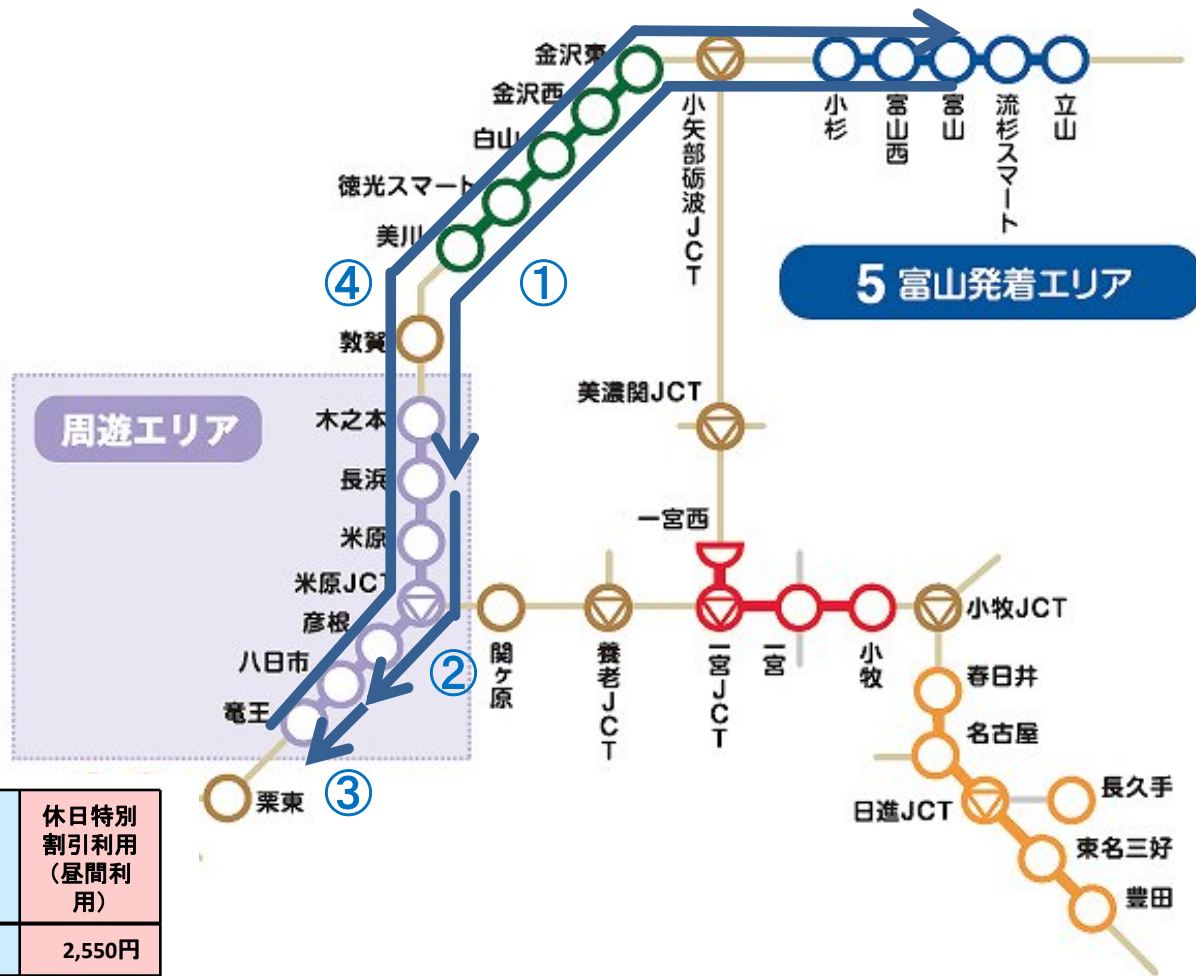 金沢東
金沢西
白山
徳光スマート
美川
④
①
敦賀
小矢部砺波JCT
小杉
富山西
富山
流杉スマート
立山
5 富山発着エリア
周遊エリア
木之本
長浜
米原
米原JCT
彦根
八日市
竜王
②
③
栗東
美濃関JCT
一宮西
関ヶ原
養老JCT
一宮JCT
一宮
小牧
小牧JCT
春日井
名古屋
日進JCT
長久手
東名三好
豊田
休日特別
割引利用
（昼間利
用）
2,550円